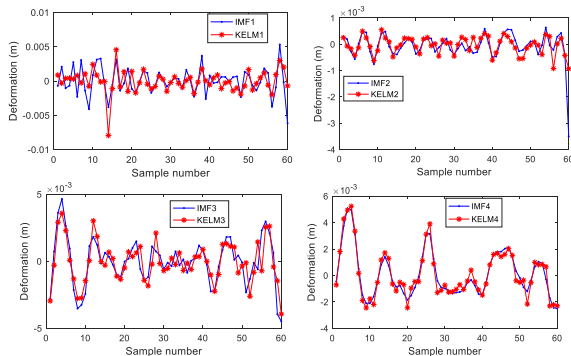 0.01
0.005
0
-0.005
-0.01
Deformation (m)
0 10 20 30 40 50 60
Sample number
IMF1
KELM1
×10⁻³
1
0
-1
-2
-3
-4
Deformation (m)
0 10 20 30 40 50 60
Sample number
IMF2
KELM2
×10⁻³
5
0
-5
Deformation (m)
0 10 20 30 40 50 60
Sample number
IMF3
KELM3
×10⁻³
6
4
2
0
-2
-4
Deformation (m)
0 10 20 30 40 50 60
Sample number
IMF4
KELM4